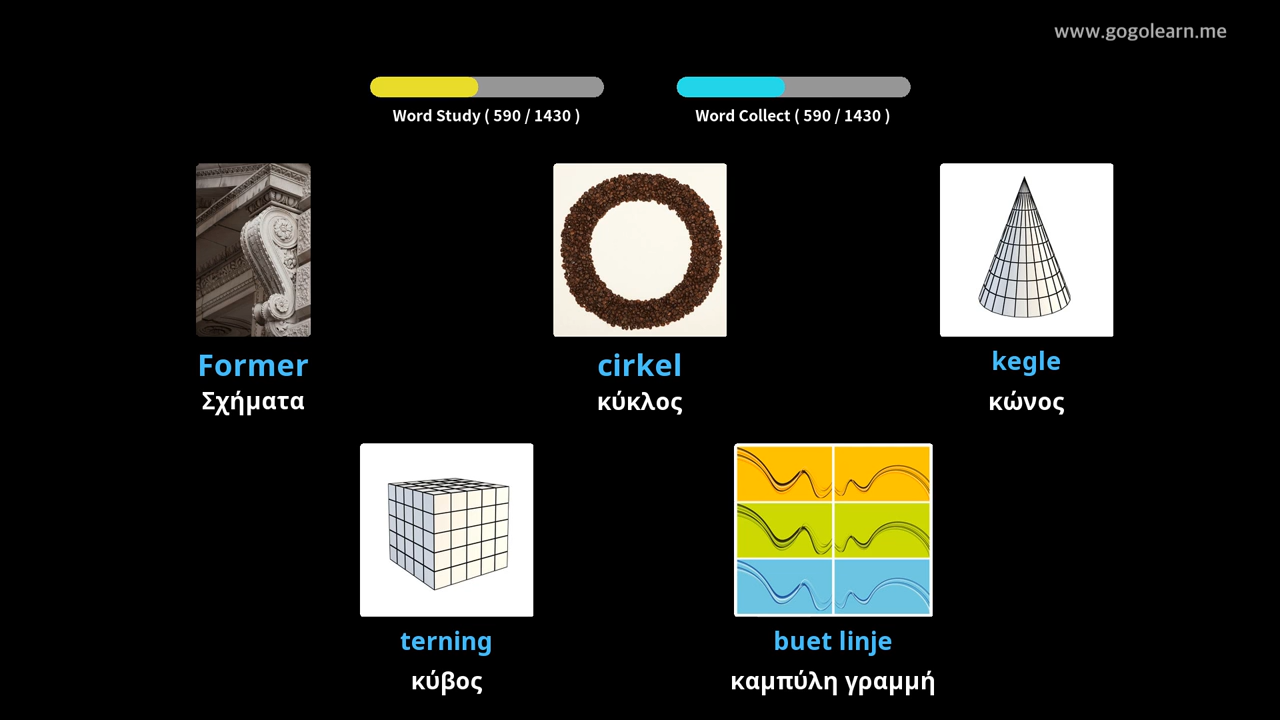 www.gogolearn.me
Word Study ( 590 / 1430 )
Word Collect ( 590 / 1430 )
Former
Σχήματα
cirkel
κύκλος
kegle
κώνος
terning
κύβος
buet linje
καμπύλη γραμμή